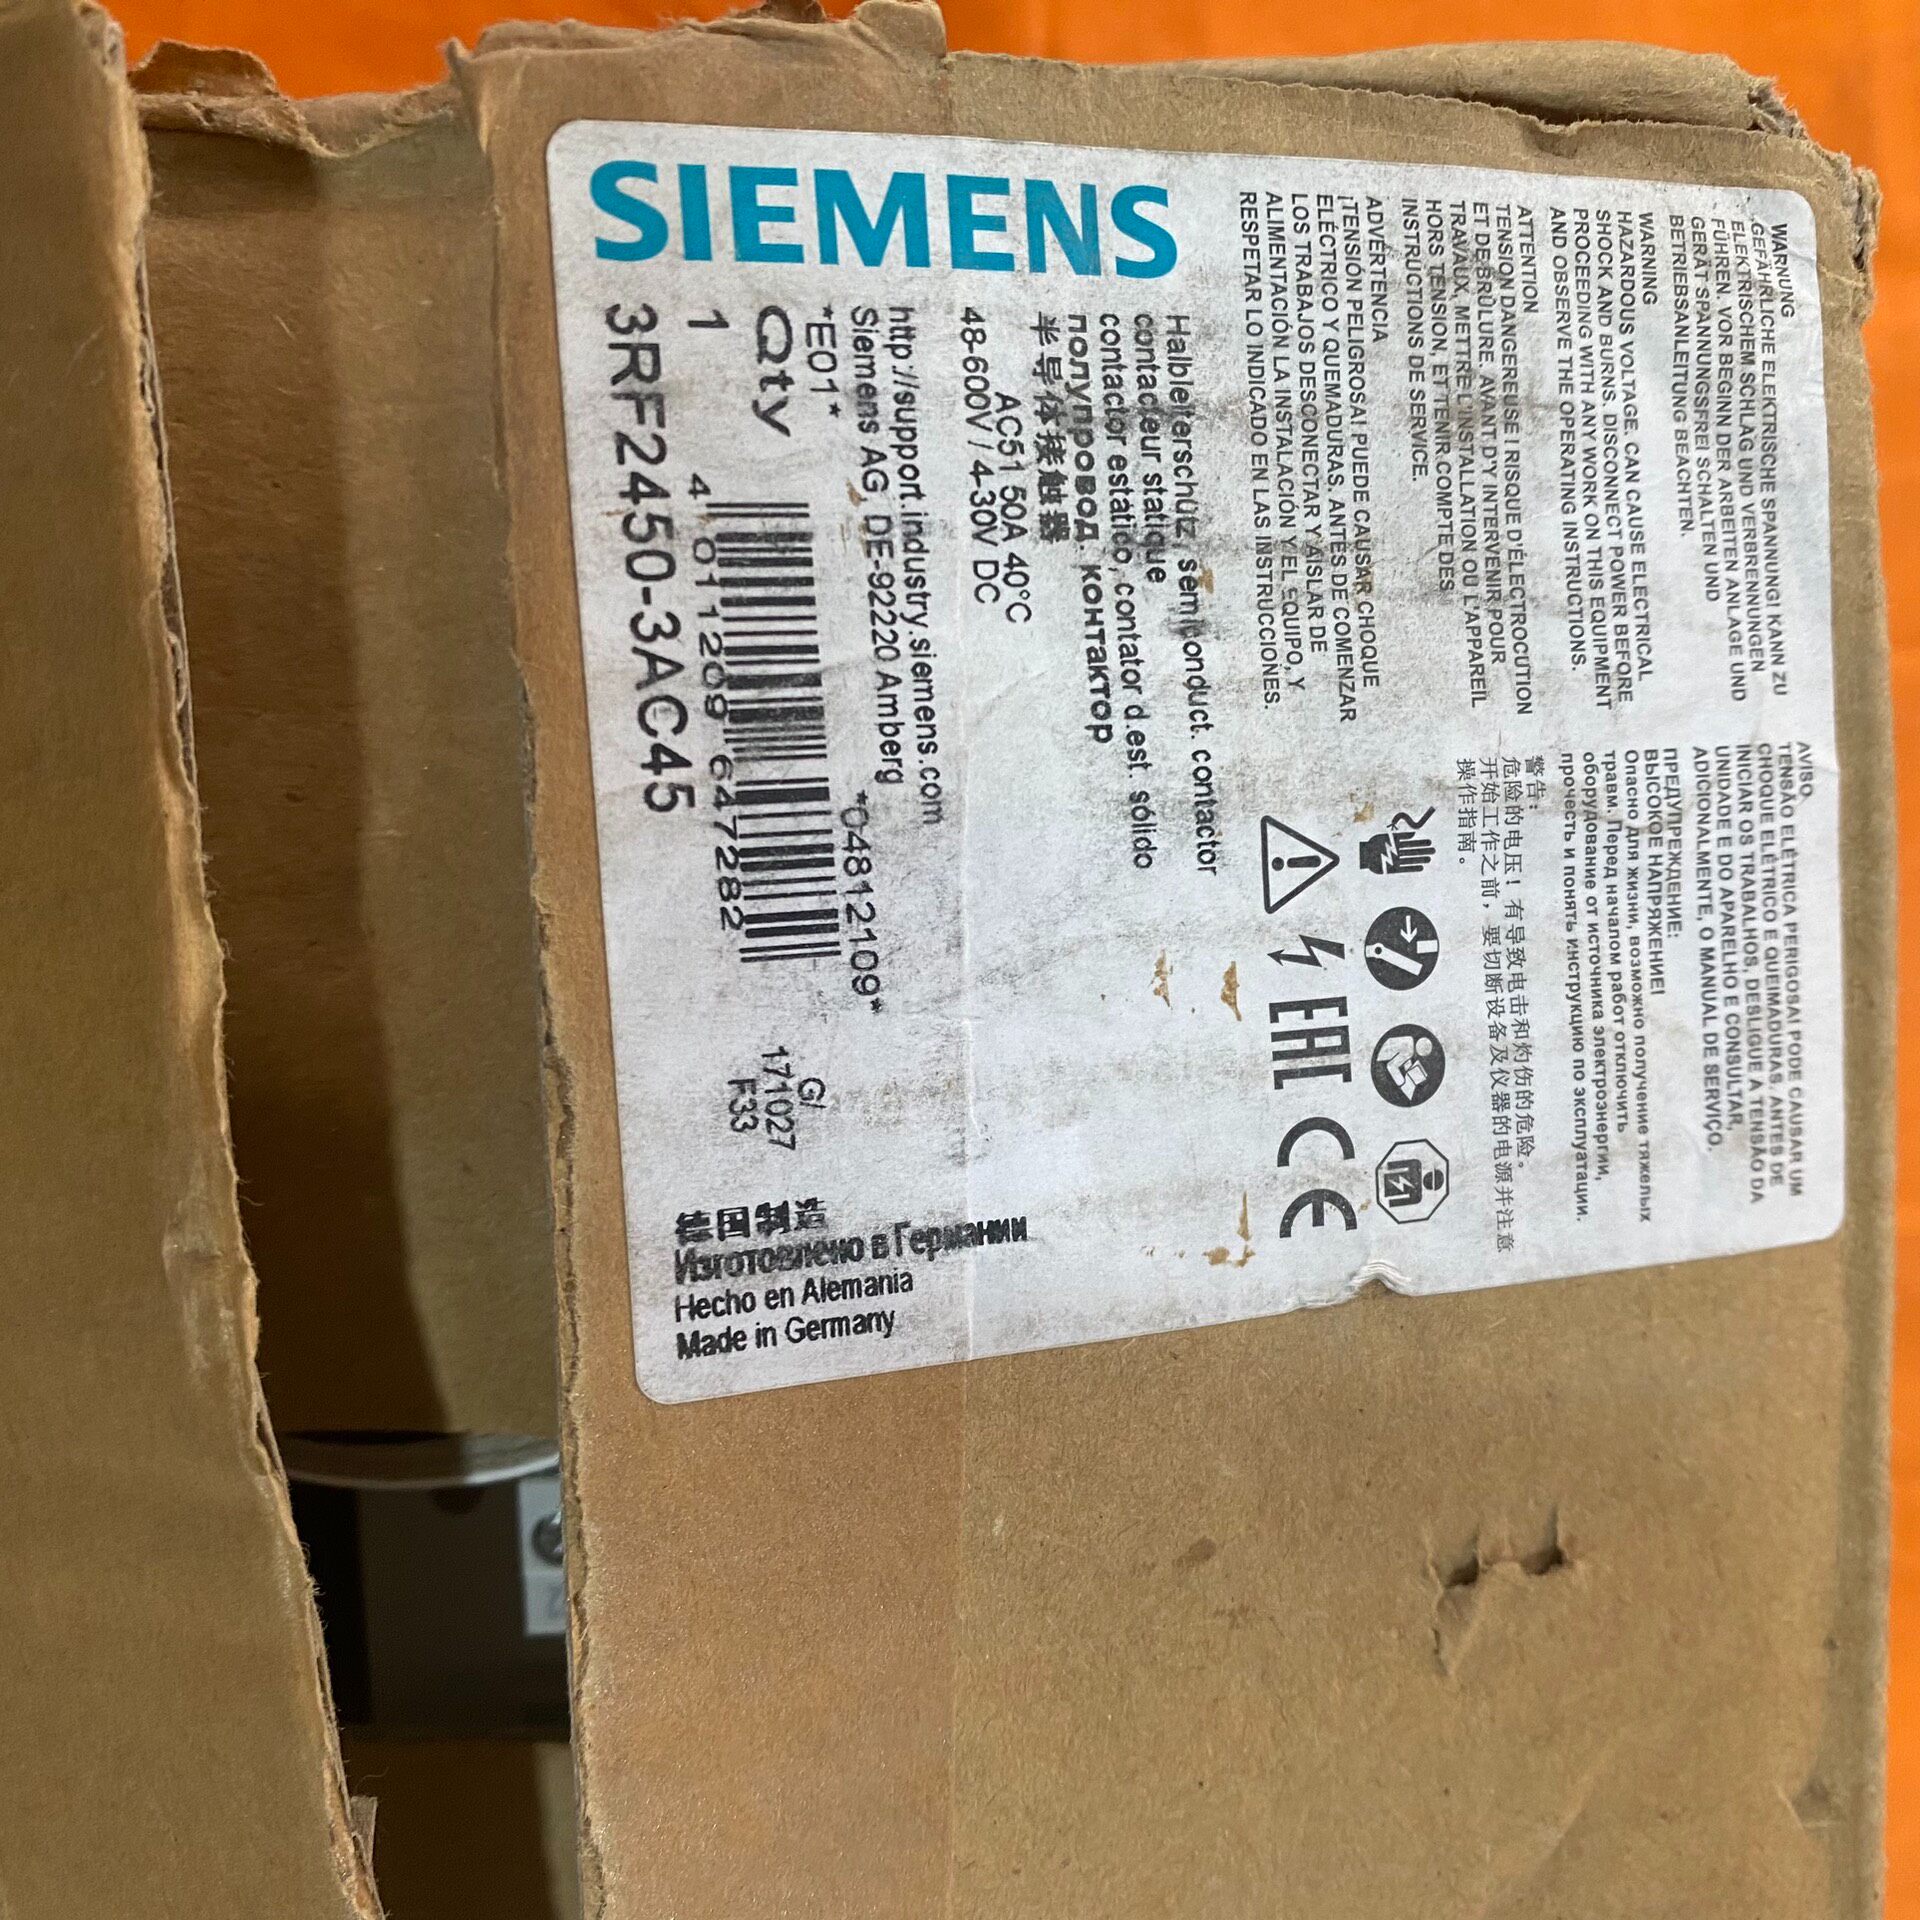 SIEMENS
WARNUNG
GEFÄHRLICHE ELEKTRISCHE SPANNUNG! KANN ZU
ELEKTRISCHEM SCHLAG UND VERBRENNUNGEN
FÜHREN. VOR BEGINN DER ARBEITEN ANLAGE UND
GERÄT SPANNUNGSFREI SCHALTEN UND
BETRIEBSANLEITUNG BEACHTEN.
WARNING
HAZARDOUS VOLTAGE. CAN CAUSE ELECTRICAL
SHOCK AND BURNS. DISCONNECT POWER BEFORE
PROCEEDING WITH ANY WORK ON THIS EQUIPMENT
AND OBSERVE THE OPERATING INSTRUCTIONS.
ATTENTION
TENSION DANGEREUSE ! RISQUE D'ÉLECTROCUTION
ET DE BRÛLURE. AVANT D'Y INTERVENIR POUR
TRAVAUX, METTRE L'INSTALLATION OU L'APPAREIL
HORS TENSION, ET TENIR COMPTE DES
INSTRUCTIONS DE SERVICE.
ADVERTENCIA
¡TENSIÓN PELIGROSA! PUEDE CAUSAR CHOQUE
ELÉCTRICO Y QUEMADURAS. ANTES DE COMENZAR
LOS TRABAJOS DESCONECTAR Y AISLAR DE
ALIMENTACIÓN LA INSTALACIÓN Y EL EQUIPO, Y
RESPETAR LO INDICADO EN LAS INSTRUCCIONES.
AVISO
TENSÃO ELÉTRICA PERIGOSA! PODE CAUSAR UM
CHOQUE ELÉTRICO E QUEIMADURAS. ANTES DE
INICIAR OS TRABALHOS, DESLIGUE A TENSÃO DA
UNIDADE E DO APARELHO E CONSULTAR,
ADICIONALMENTE, O MANUAL DE SERVIÇO.
ПРЕДУПРЕЖДЕНИЕ:
ВЫСОКОЕ НАПРЯЖЕНИЕ!
Опасно для жизни, возможно получение тяжелых
травм. Перед началом работ отключить
оборудование от источника электроэнергии,
прочесть и понять инструкцию по эксплуатации.
警告：
危险的电压！有导致电击和灼伤的危险。
开始工作之前，要切断设备及仪器的电源并注意
操作指南。
EAC CE
Halbleiterschütz, semiconduct. contactor
contacteur statique
contactor estático, contator d.est. sólido
полупровод. контактор
半导体接触器
AC51 50A 40°C
48-600V / 4-30V DC
http://support.industry.siemens.com
Siemens AG, DE-92220 Amberg
*E01*
*04812109*
Qty
1
4 011209 647282
3RF2450-3AC45
G/
171027
F33
德国制造
Изготовлено в Германии
Hecho en Alemania
Made in Germany